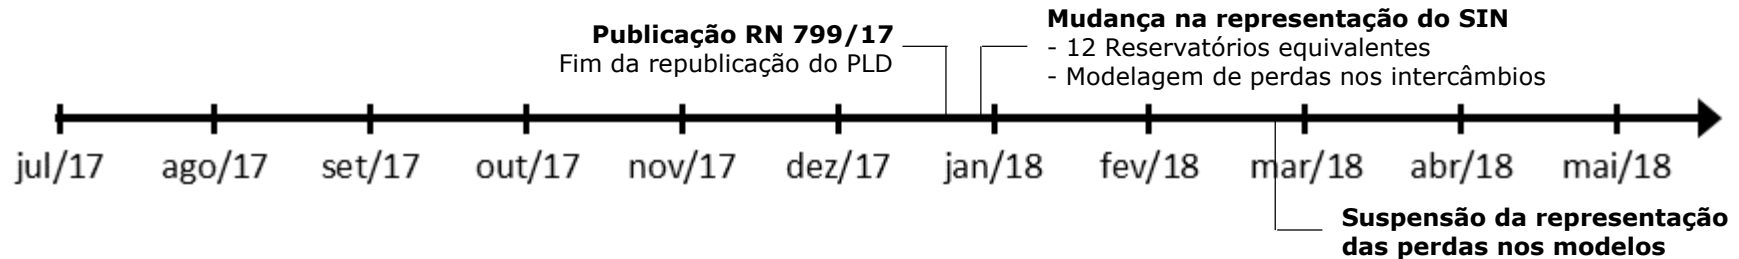 Publicação RN 799/17
Fim da republicação do PLD
Mudança na representação do SIN
- 12 Reservatórios equivalentes
- Modelagem de perdas nos intercâmbios
jul/17 ago/17 set/17 out/17 nov/17 dez/17 jan/18 fev/18 mar/18 abr/18 mai/18
Suspensão da representação
das perdas nos modelos